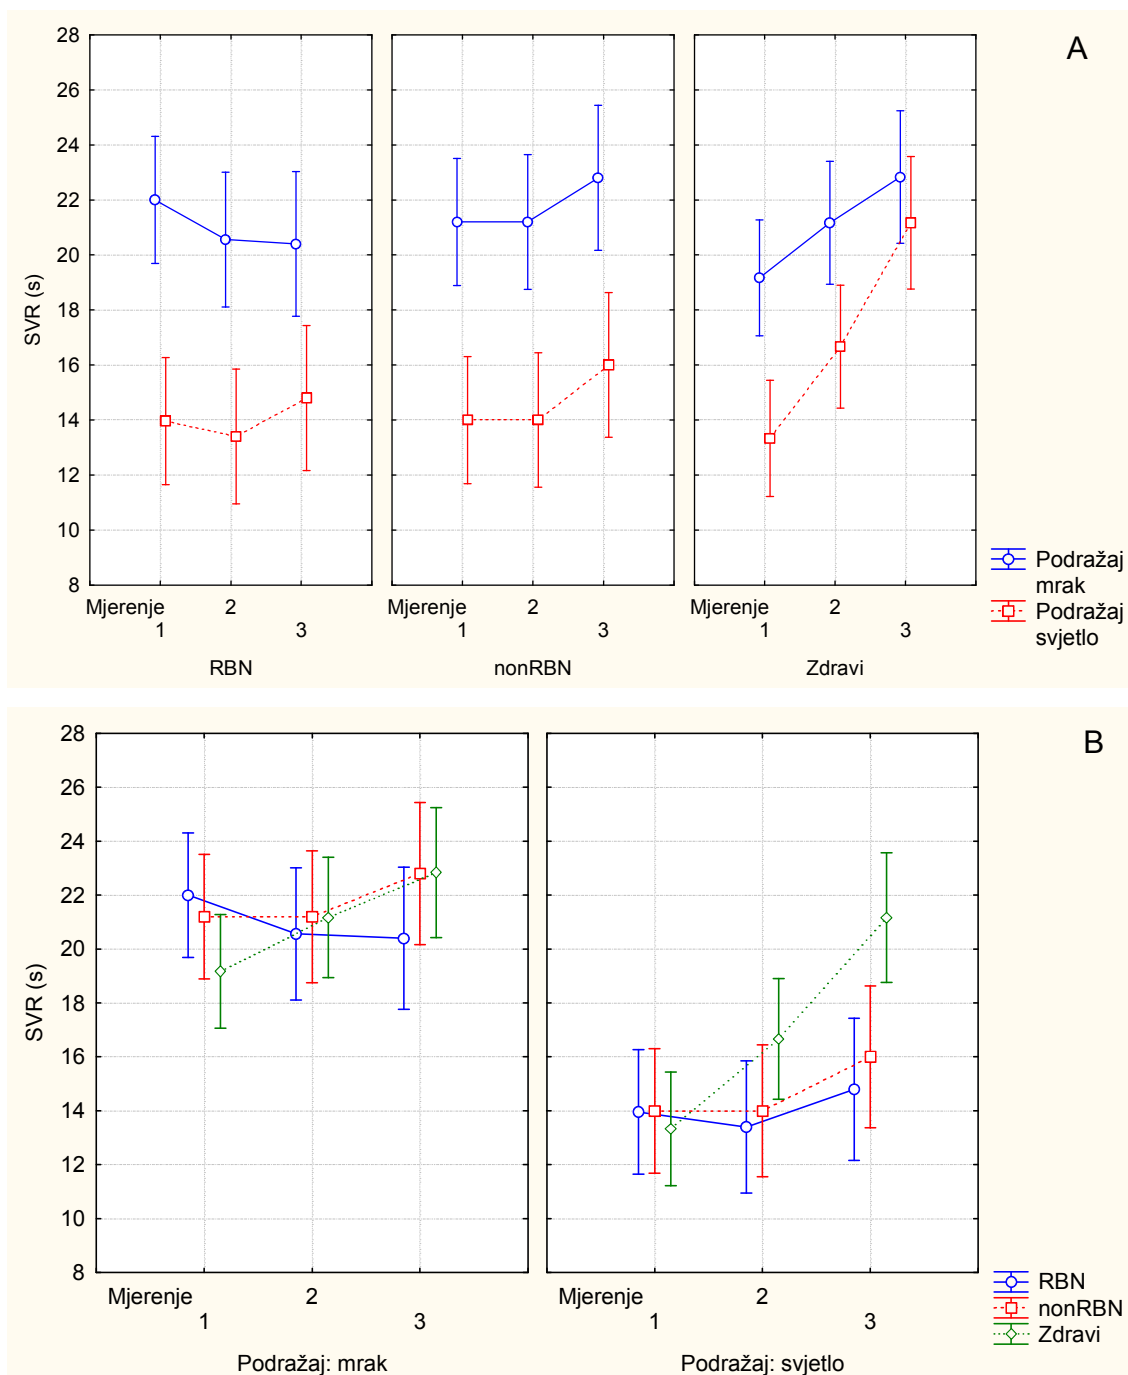 A
SVR (s)
28
26
24
22
20
18
16
14
12
10
8
Mjerenje 2 2 2
1 3 1 3 1 3
RBN nonRBN Zdravi
Podražaj
mrak
Podražaj
svjetlo
B
SVR (s)
28
26
24
22
20
18
16
14
12
10
8
Mjerenje 2 Mjerenje 2
1 3 1 3
Podražaj: mrak Podražaj: svjetlo
RBN
nonRBN
Zdravi